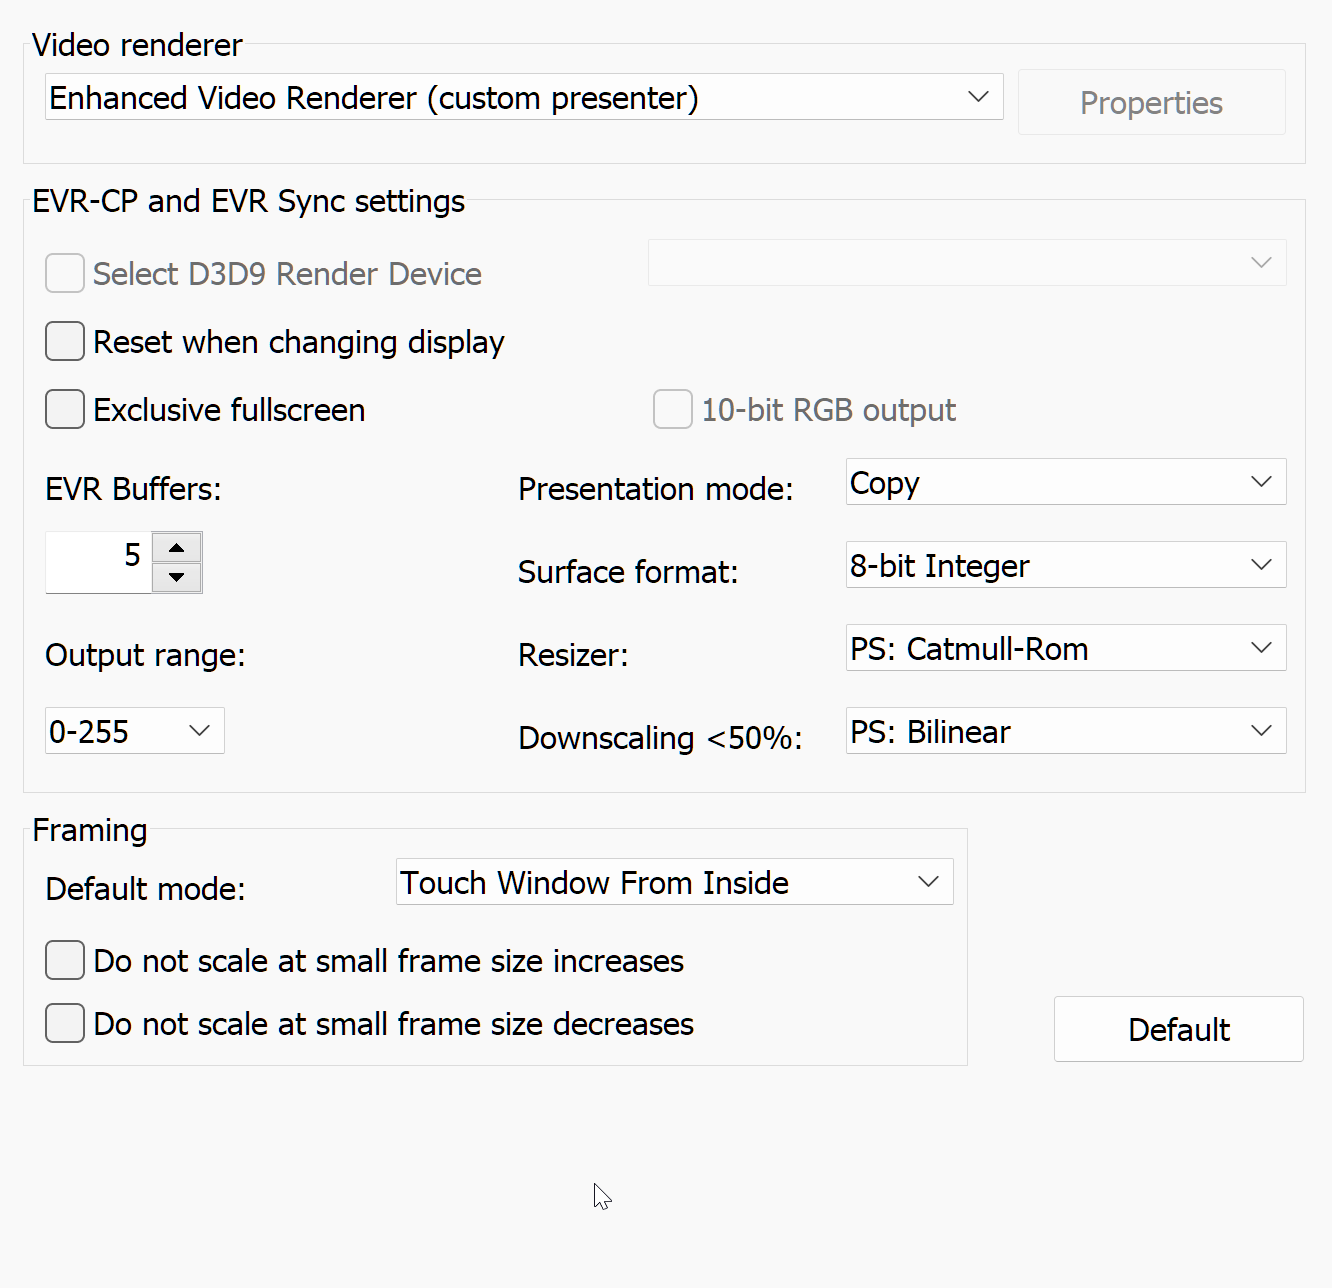 Video renderer
Enhanced Video Renderer (custom presenter)
Properties
EVR-CP and EVR Sync settings
Select D3D9 Render Device
Reset when changing display
Exclusive fullscreen
10-bit RGB output
EVR Buffers:
Presentation mode:
Copy
5
Surface format:
8-bit Integer
Output range:
Resizer:
PS: Catmull-Rom
0-255
Downscaling <50%:
PS: Bilinear
Framing
Default mode:
Touch Window From Inside
Do not scale at small frame size increases
Do not scale at small frame size decreases
Default